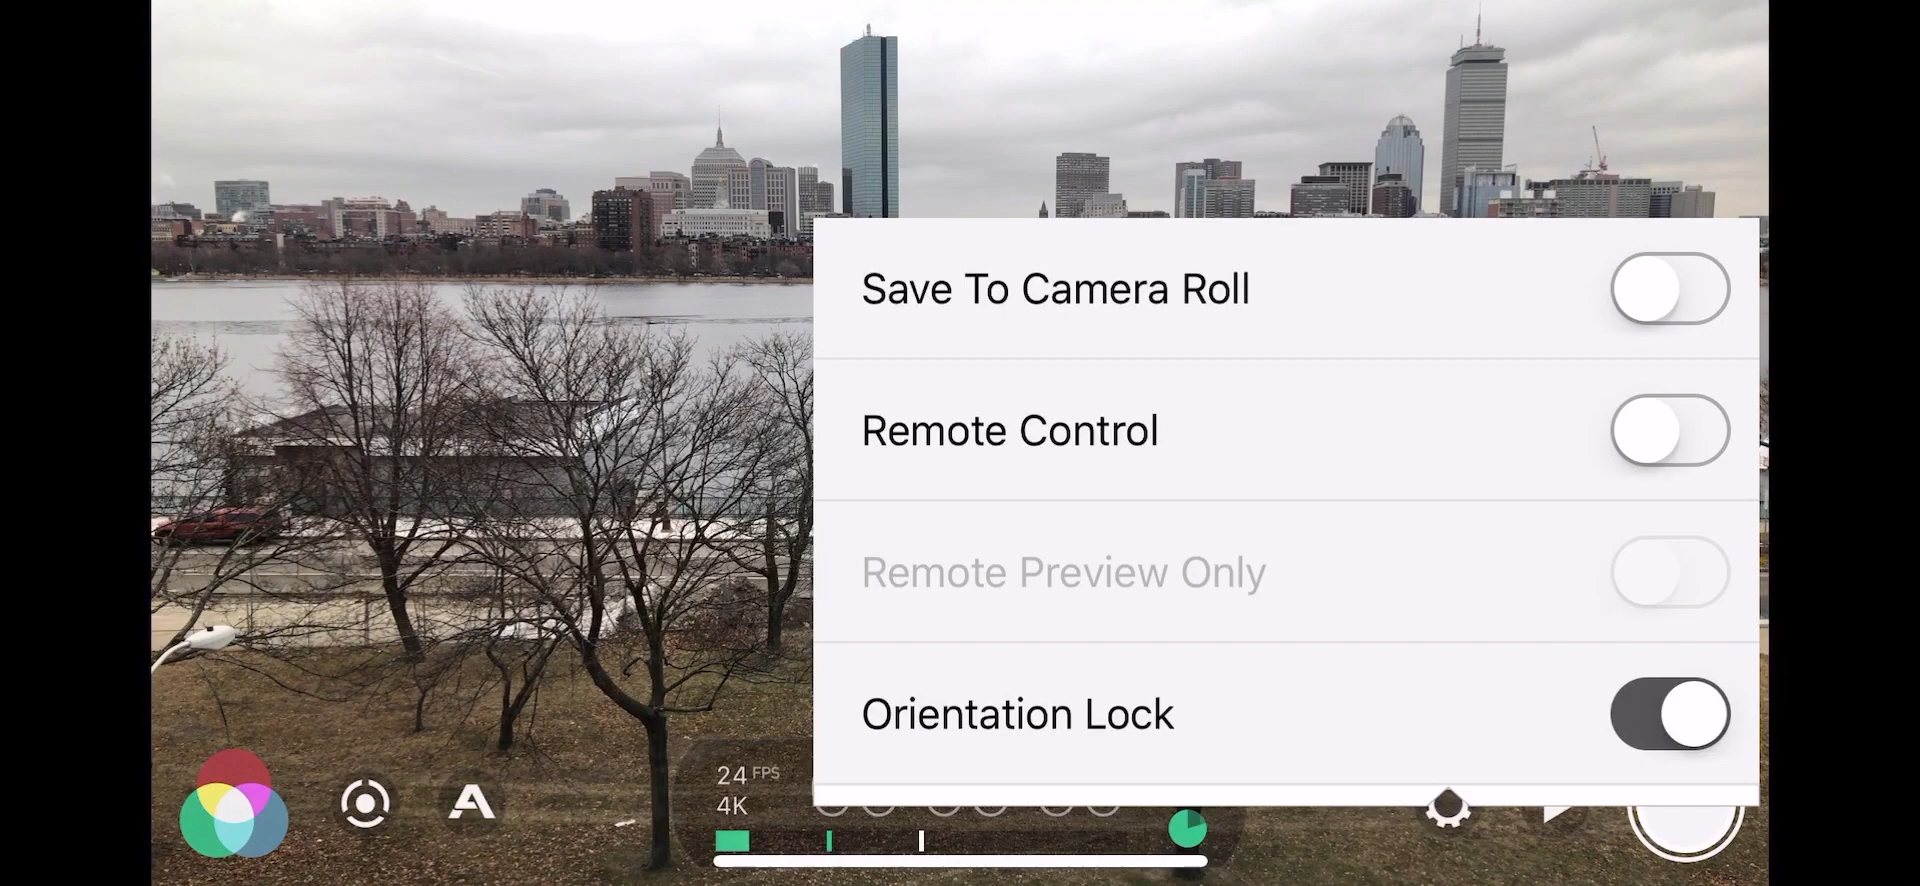 Save To Camera Roll
Remote Control
Remote Preview Only
Orientation Lock
24 FPS
4K